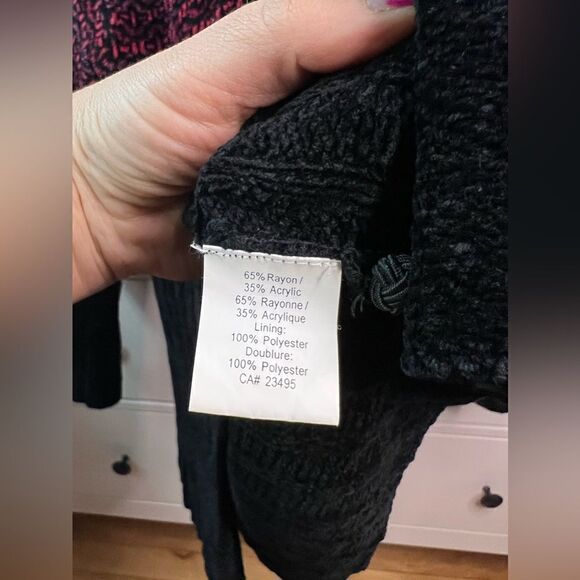 65% Rayon /
35% Acrylic
65% Rayonne /
35% Acrylique
Lining:
100% Polyester
Doublure:
100% Polyester
CA# 23495